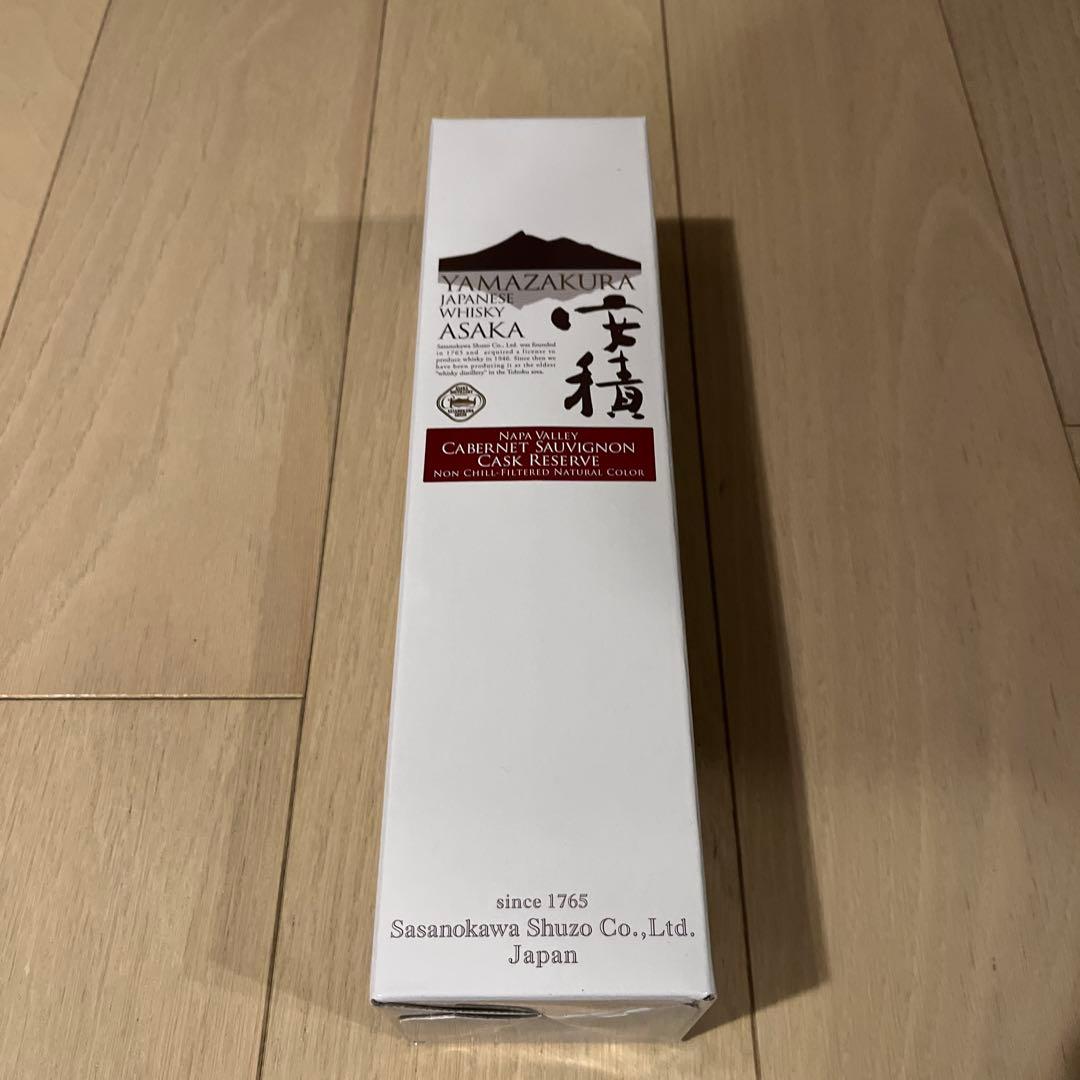 YAMAZAKURA
JAPANESE
WHISKY
ASAKA
安積
Sasanokawa Shuzo Co., Ltd. was founded
in 1765 and acquired a license to
produce whisky in 1946. Since then we
have been producing it as the oldest
"whisky distillery" in the Tohoku area.
NAPA VALLEY
CABERNET SAUVIGNON
CASK RESERVE
NON CHILL-FILTERED NATURAL COLOR
since 1765
Sasanokawa Shuzo Co.,Ltd.
Japan